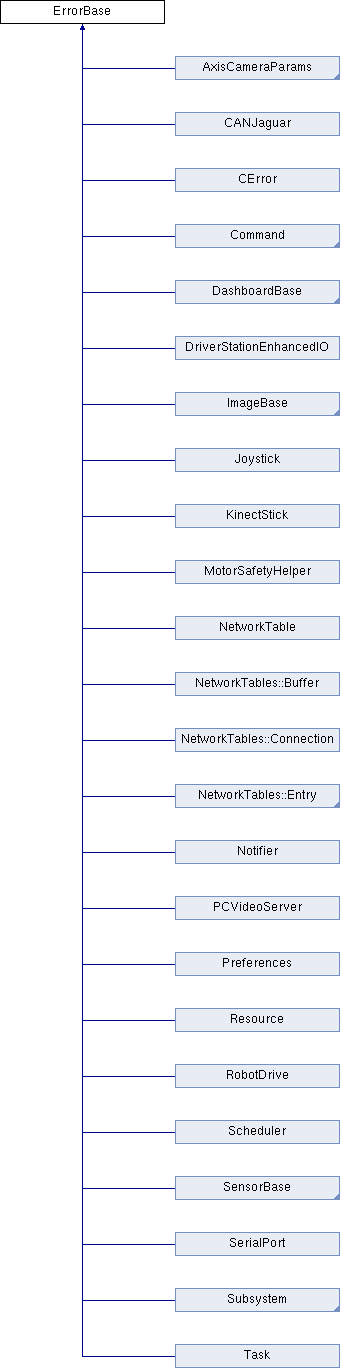 ErrorBase
AxisCameraParams
CANJaguar
CError
Command
DashboardBase
DriverStationEnhancedIO
ImageBase
Joystick
KinectStick
MotorSafetyHelper
NetworkTable
NetworkTables::Buffer
NetworkTables::Connection
NetworkTables::Entry
Notifier
PCVideoServer
Preferences
Resource
RobotDrive
Scheduler
SensorBase
SerialPort
Subsystem
Task